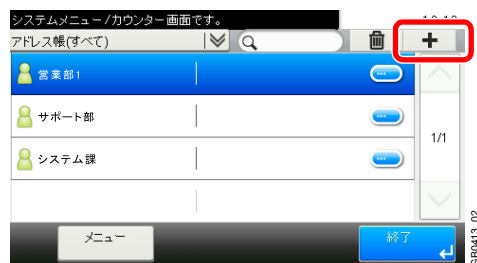 システムメニュー/カウンター画面です。
アドレス帳(すべて)
営業部1
サポート部
1/1
システム課
メニュー
終了
GB0413_02